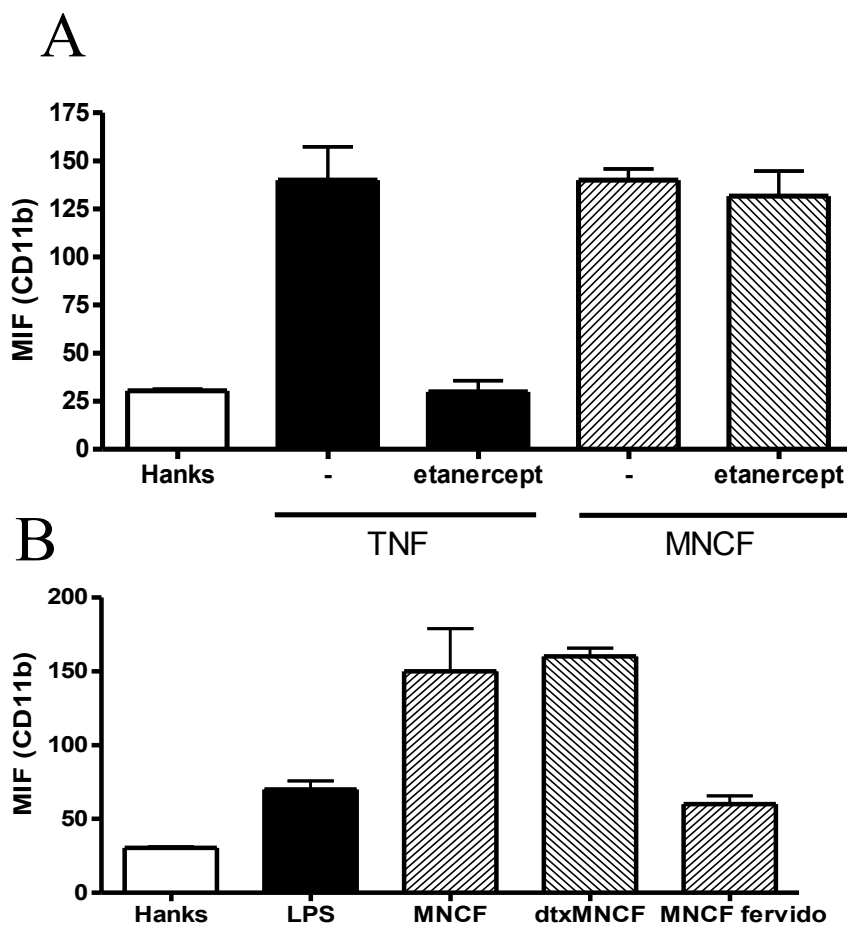 A
MIF (CD11b)
175
150
125
100
75
50
25
0
Hanks - etanercept - etanercept
TNF MNCF
B
MIF (CD11b)
200
150
100
50
0
Hanks LPS MNCF dtxMNCF MNCF fervido